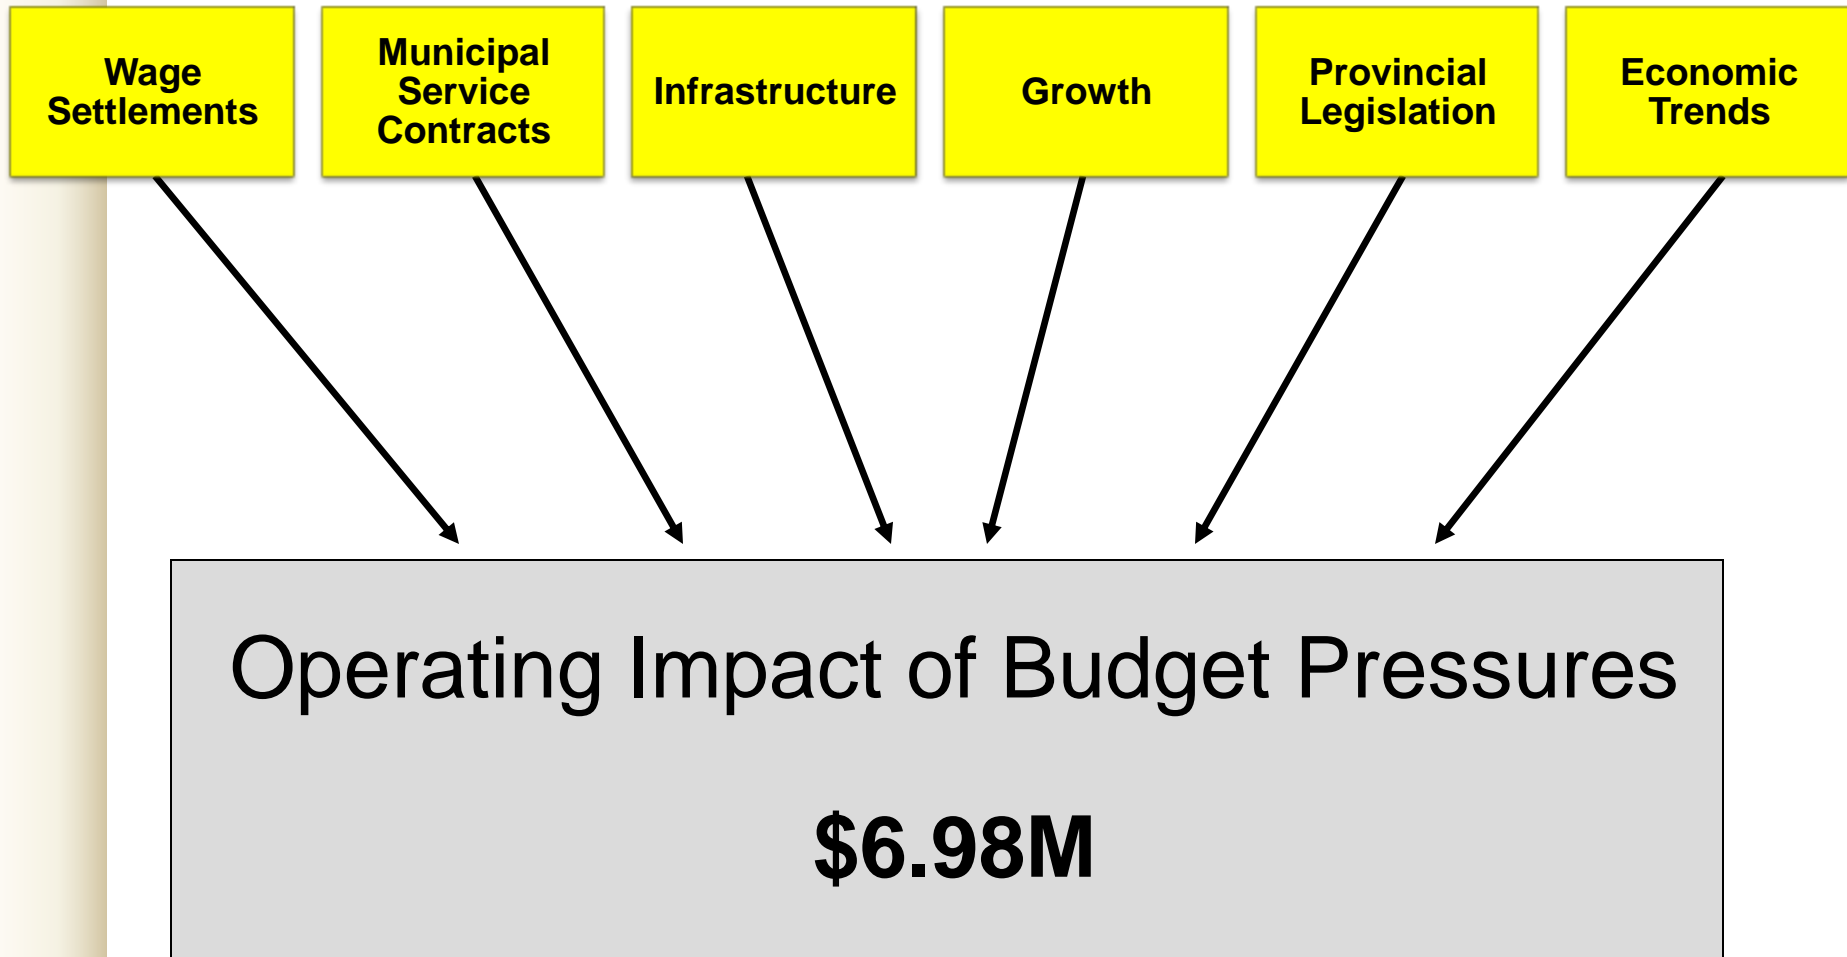 Wage
Settlements
Municipal
Service
Contracts
Infrastructure
Growth
Provincial
Legislation
Economic
Trends
Operating Impact of Budget Pressures
$6.98M